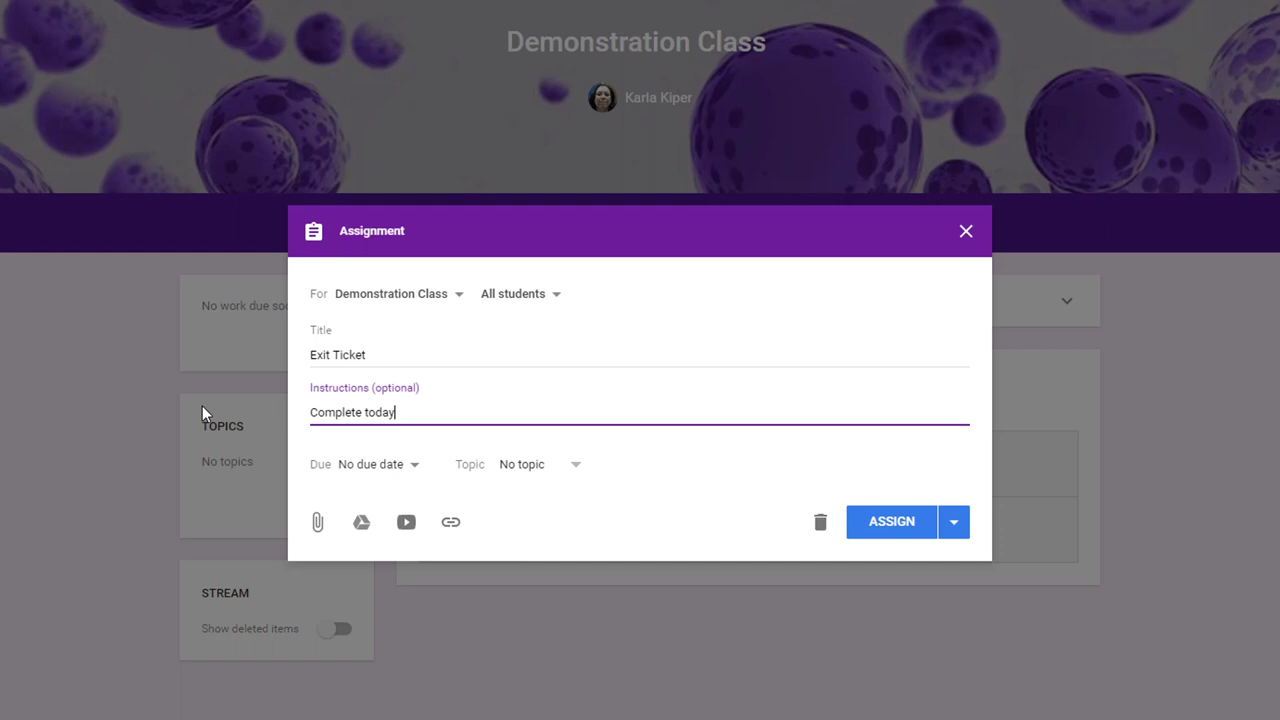 Demonstration Class
Karla Kiper
Assignment
For Demonstration Class All students
Title
Exit Ticket
Instructions (optional)
Complete today
Due No due date Topic No topic
ASSIGN
No work due soo
TOPICS
No topics
STREAM
Show deleted items